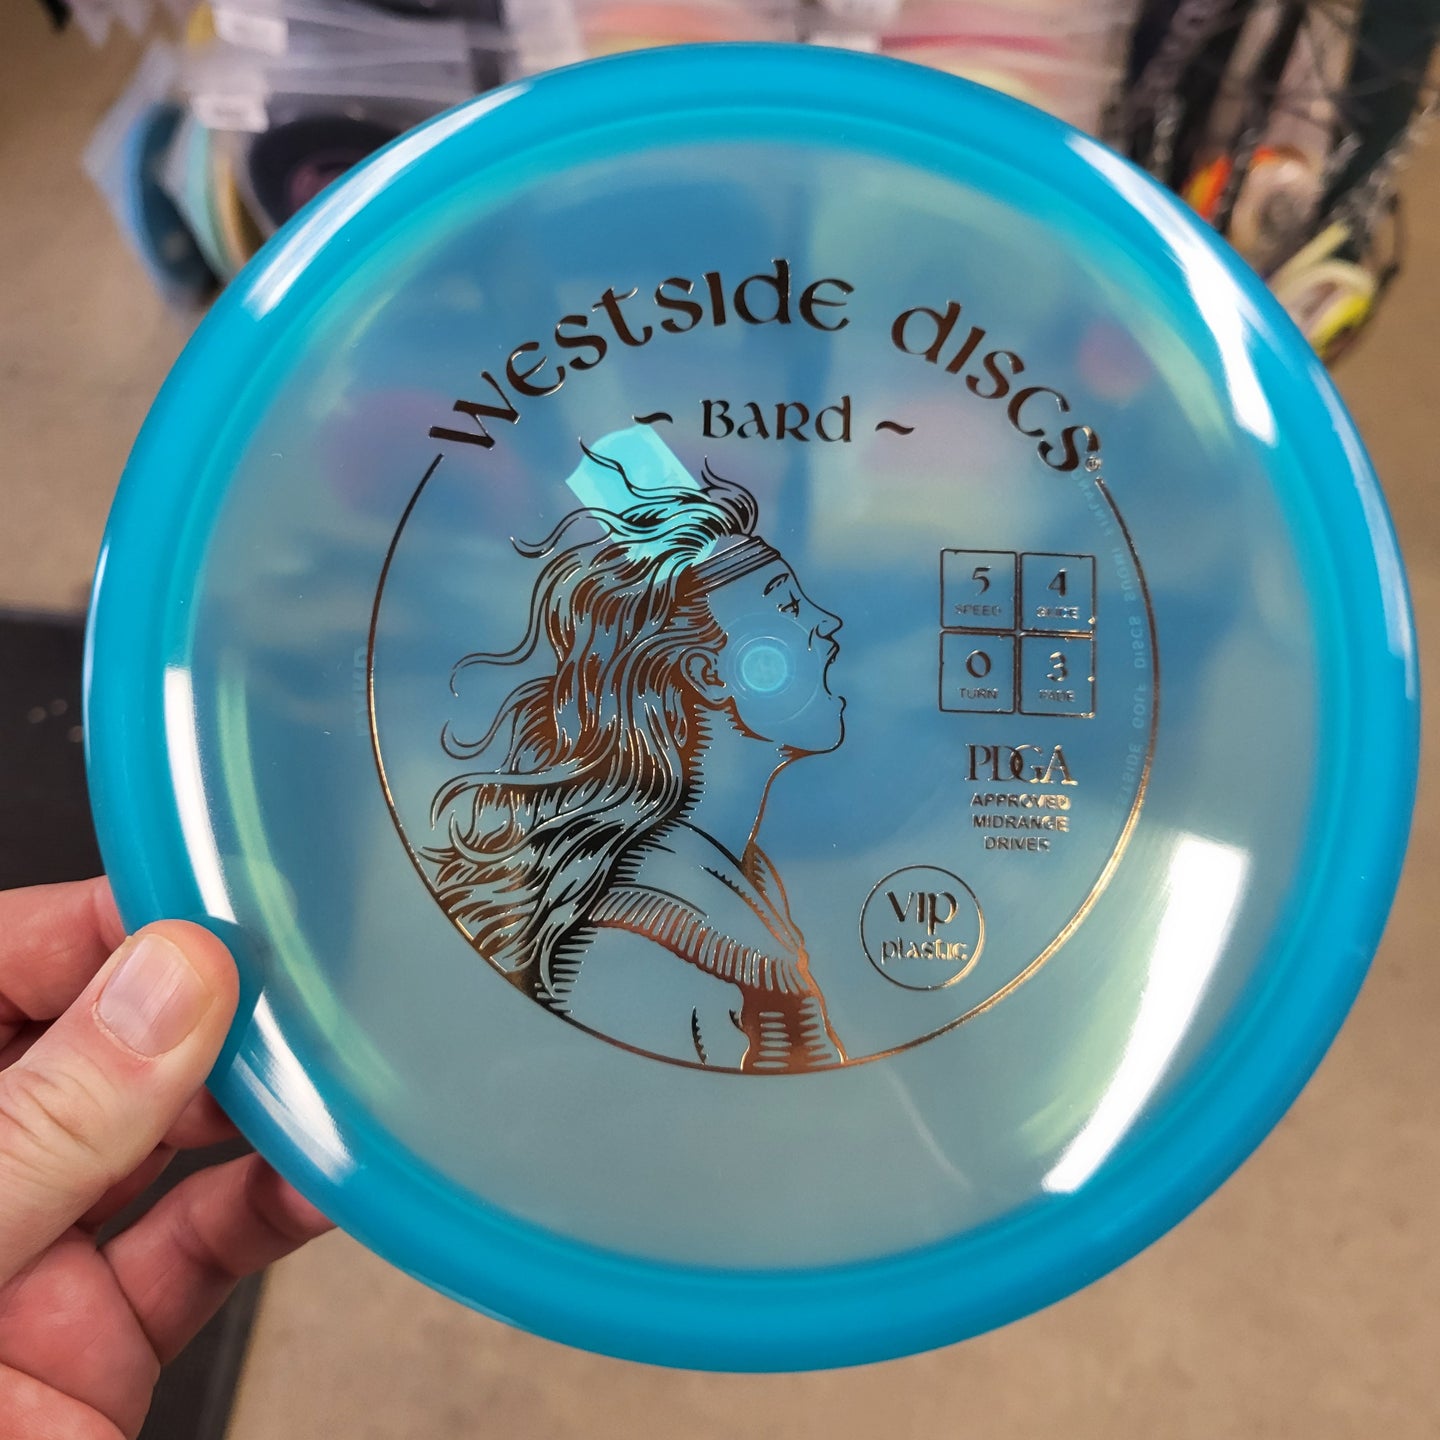 Westside discs®
~ Bard ~
5 4
SPEED GLIDE
0 3
TURN FADE
PDGA
APPROVED
MIDRANGE
DRIVER
VIP
plastic